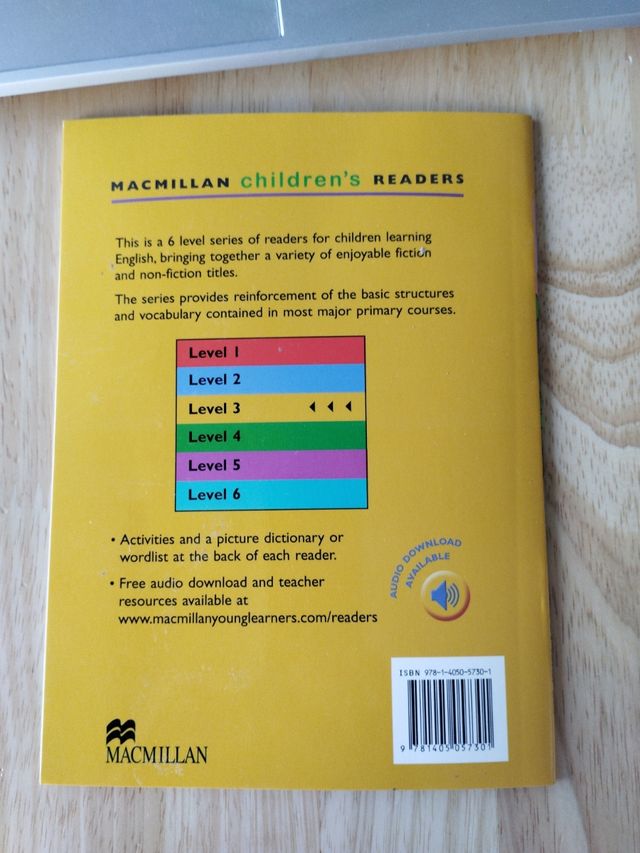 MACMILLAN children's READERS
This is a 6 level series of readers for children learning
English, bringing together a variety of enjoyable fiction
and non-fiction titles.
The series provides reinforcement of the basic structures
and vocabulary contained in most major primary courses.
Level 1
Level 2
Level 3
Level 4
Level 5
Level 6
• Activities and a picture dictionary or
wordlist at the back of each reader.
• Free audio download and teacher
resources available at
www.macmillanyounglearners.com/readers
AUDIO DOWNLOAD
AVAILABLE
ISBN 978-1-4050-5730-1
9 781405 057301
MACMILLAN